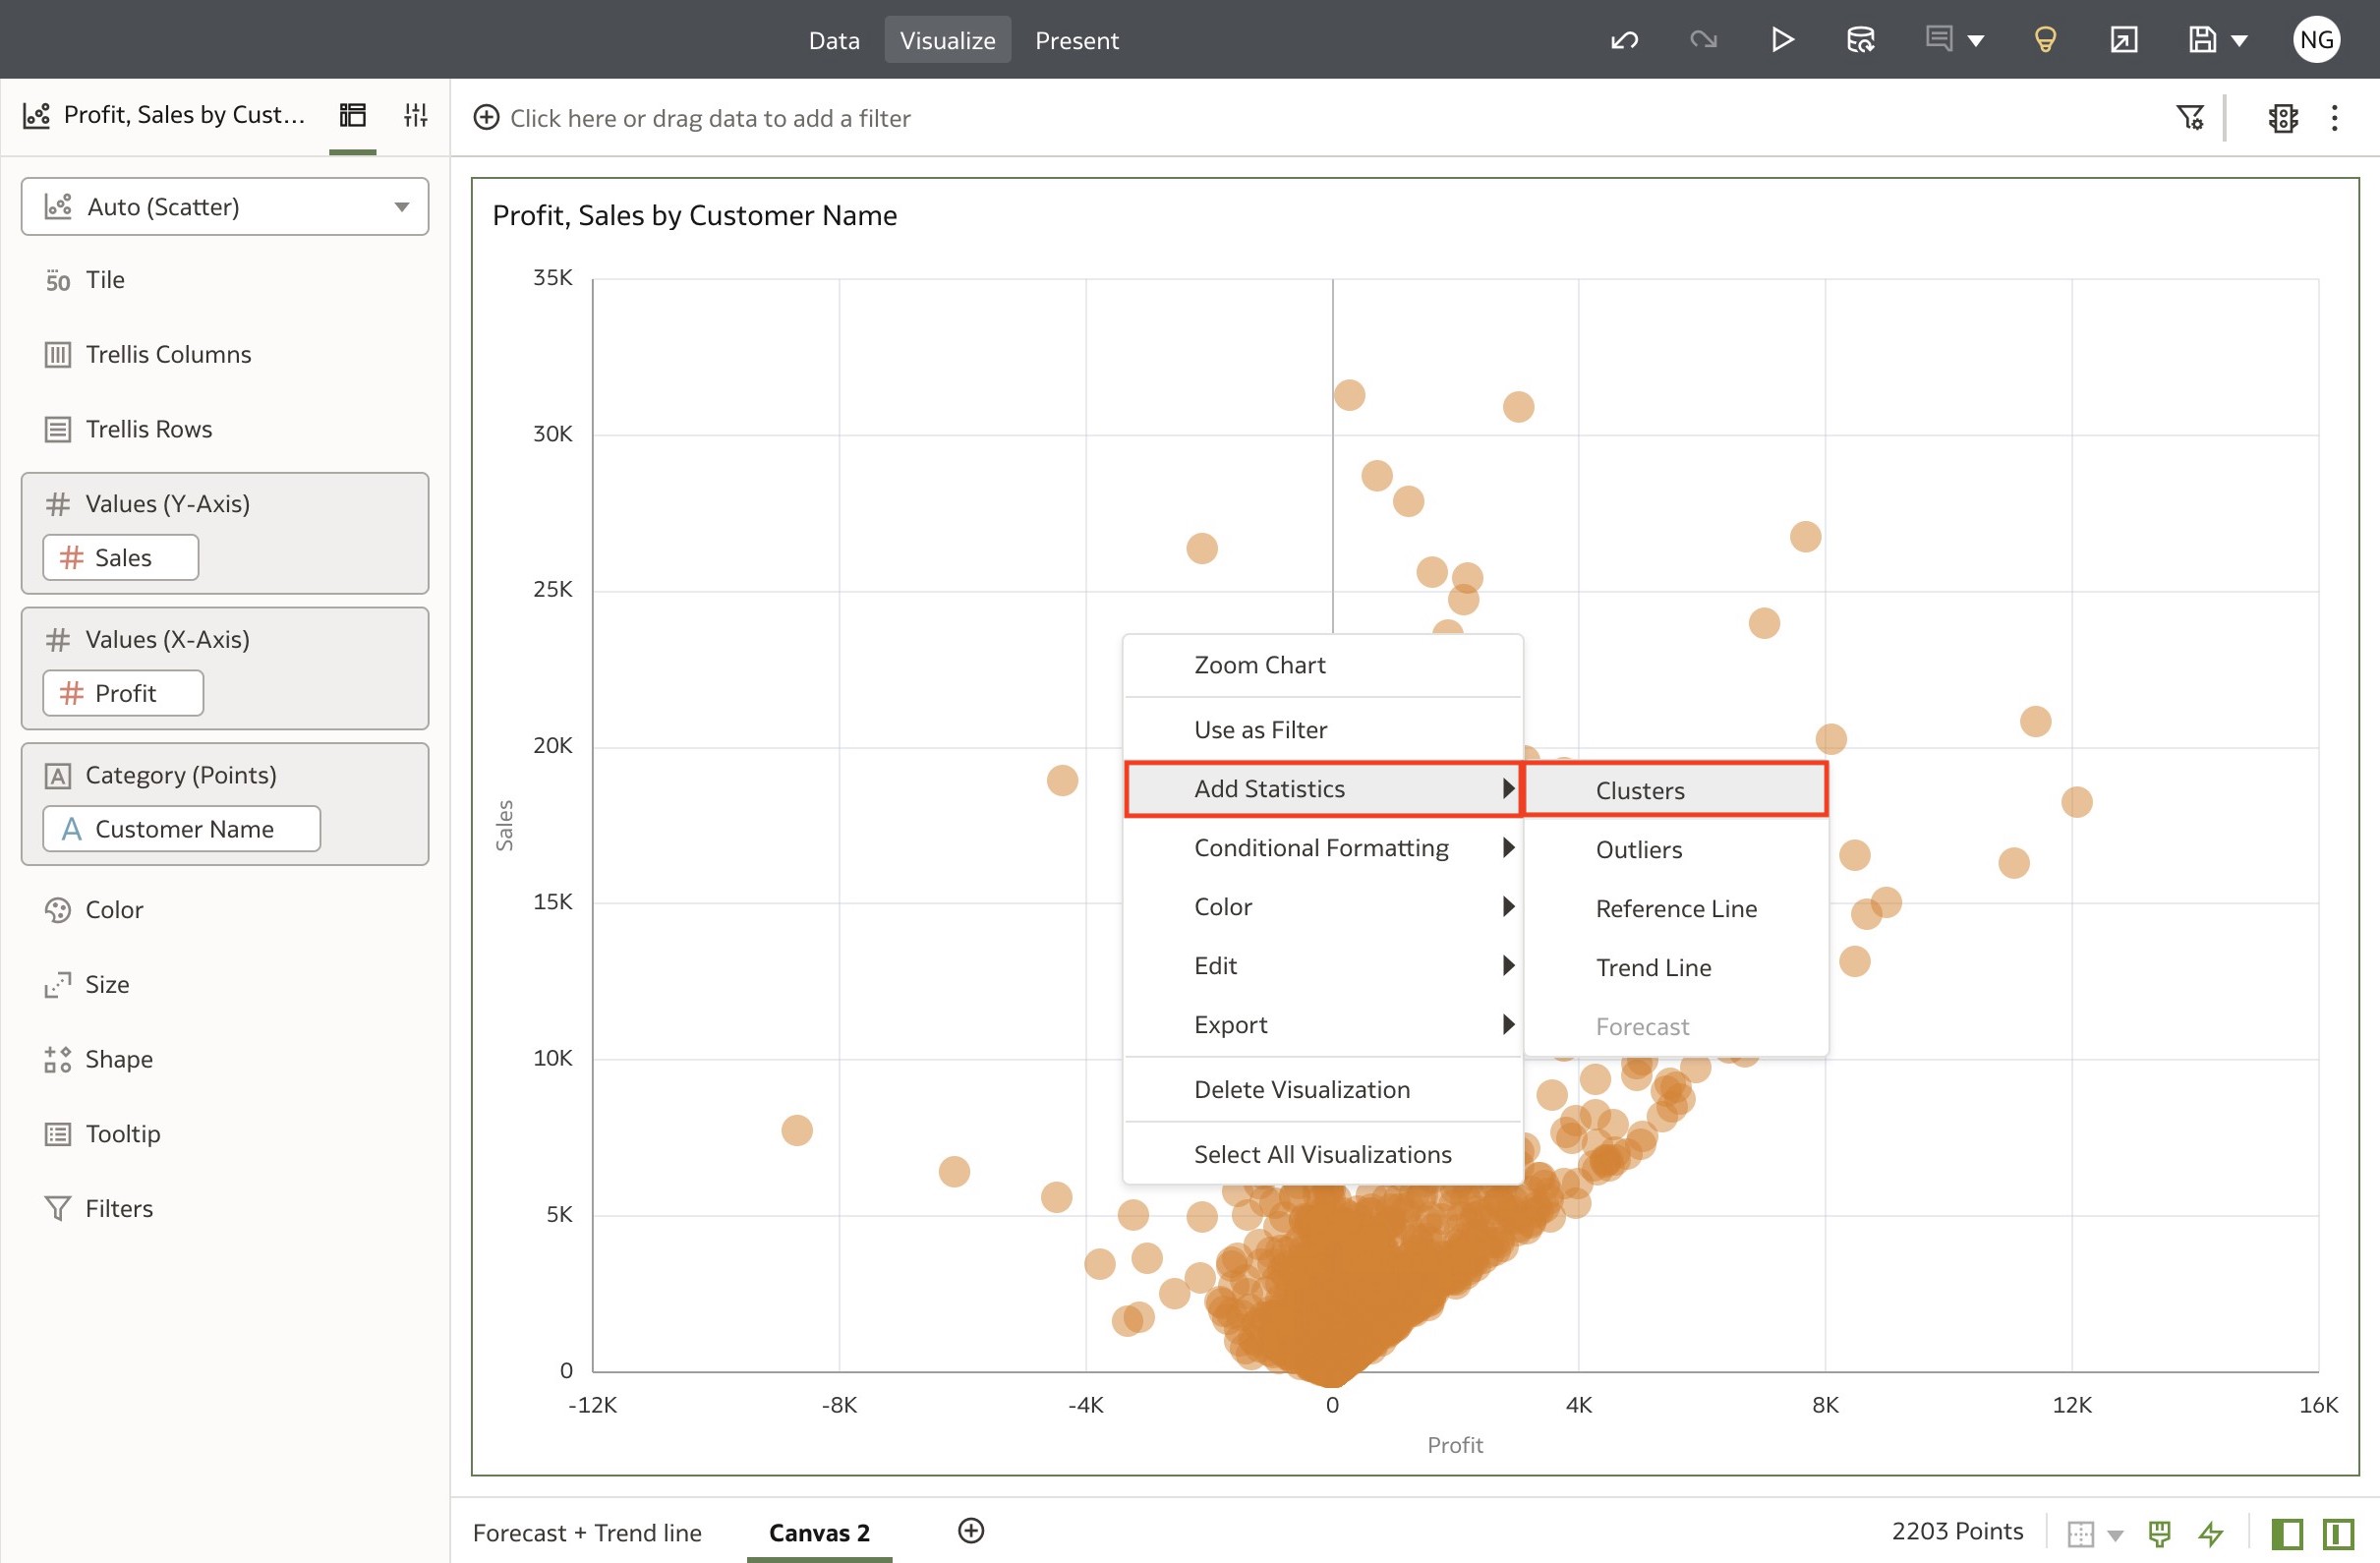 Data Visualize Present
NG
Profit, Sales by Cust...
Click here or drag data to add a filter
Auto (Scatter)
50 Tile
Trellis Columns
Trellis Rows
Values (Y-Axis)
Sales
Values (X-Axis)
Profit
Category (Points)
A Customer Name
Color
Size
Shape
Tooltip
Filters
Profit, Sales by Customer Name
35K
30K
25K
20K
15K
10K
5K
0
Sales
-12K -8K -4K 0 4K 8K 12K 16K
Profit
Zoom Chart
Use as Filter
Add Statistics
Conditional Formatting
Color
Edit
Export
Delete Visualization
Select All Visualizations
Clusters
Outliers
Reference Line
Trend Line
Forecast
Forecast + Trend line Canvas 2
2203 Points